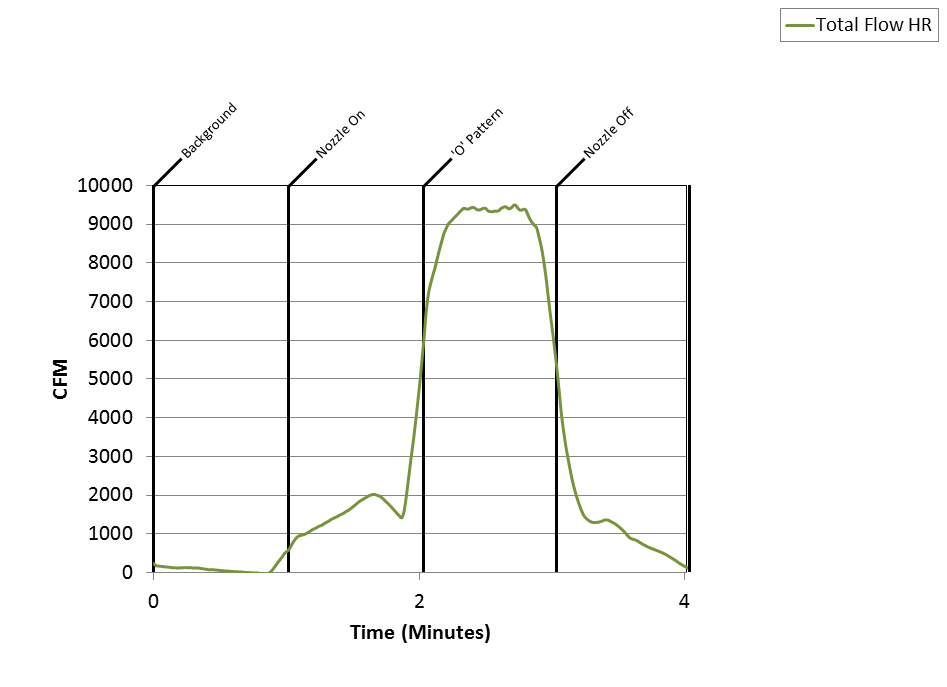 Total Flow HR
Background
Nozzle On
'O' Pattern
Nozzle Off
10000
9000
8000
7000
6000
5000
4000
3000
2000
1000
0
CFM
0 2 4
Time (Minutes)